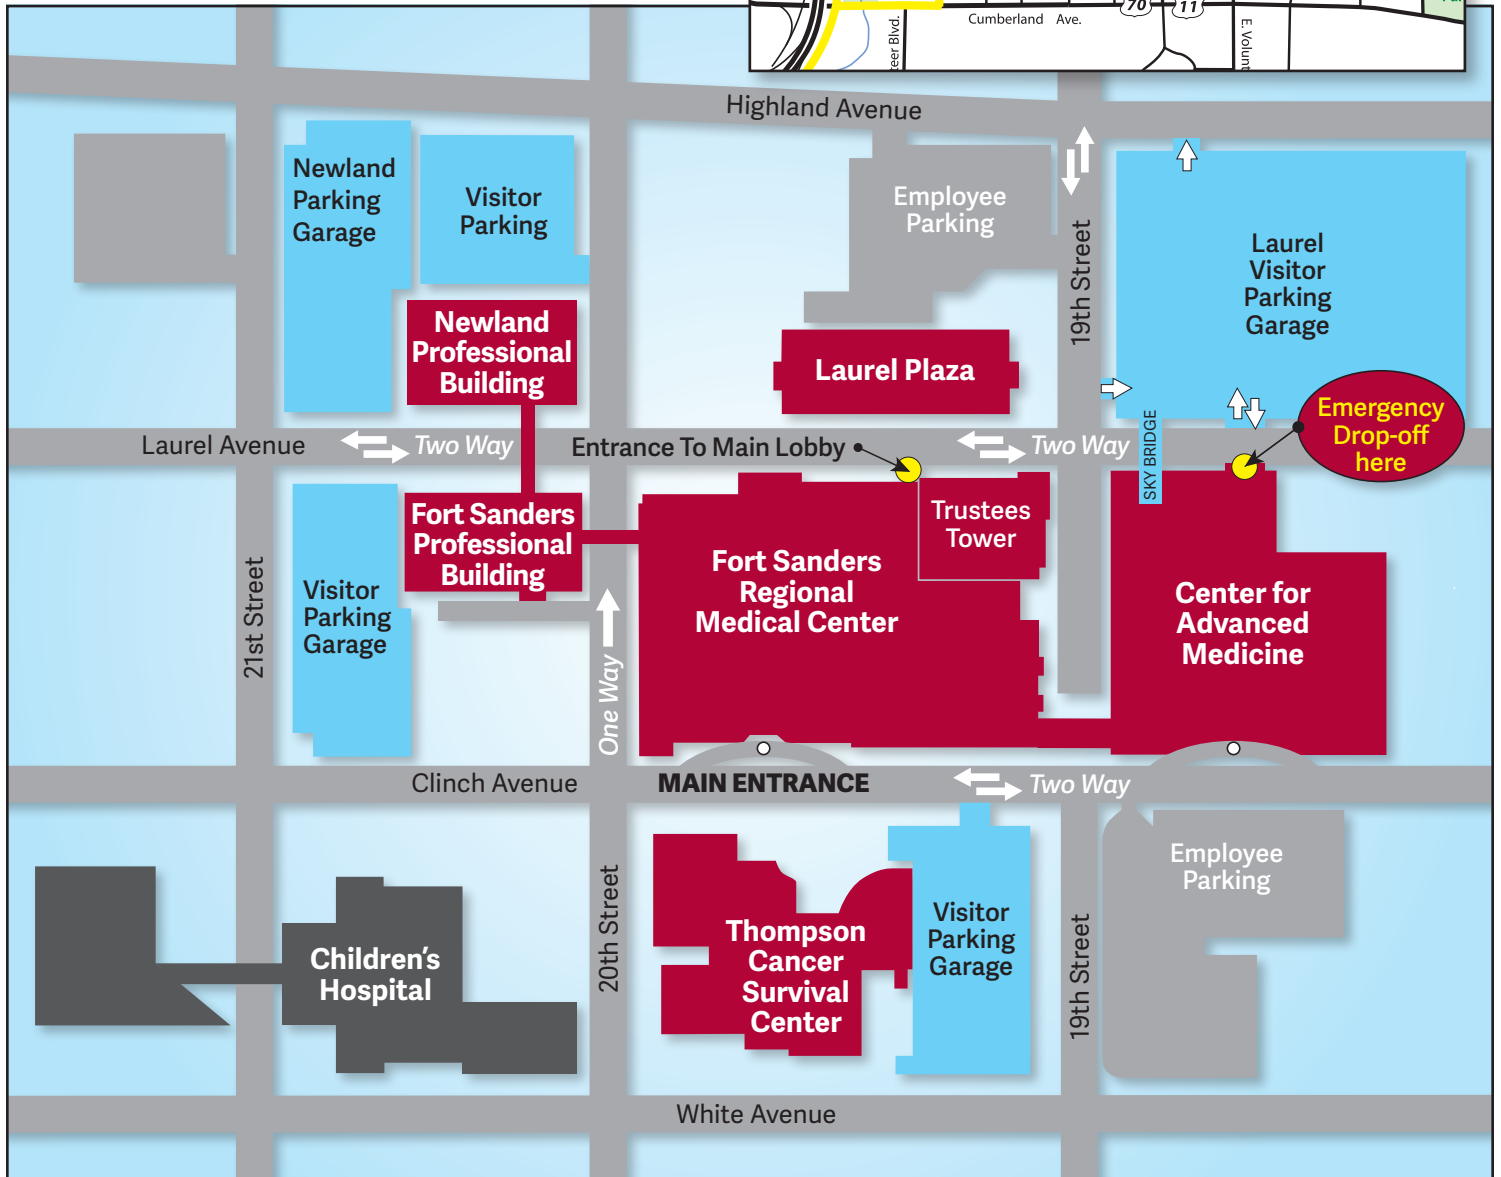 70
11
Cumberland Ave.
teer Blvd.
E. Volunt
Highland Avenue
Newland
Parking
Garage
Visitor
Parking
Employee
Parking
19th Street
Laurel
Visitor
Parking
Garage
Newland
Professional
Building
Laurel Plaza
Emergency
Drop-off
here
Laurel Avenue
Two Way
Entrance To Main Lobby
Two Way
SKY BRIDGE
Fort Sanders
Professional
Building
Trustees
Tower
Fort Sanders
Regional
Medical Center
Center for
Advanced
Medicine
21st Street
Visitor
Parking
Garage
One Way
Clinch Avenue
MAIN ENTRANCE
Two Way
Employee
Parking
Children's
Hospital
20th Street
Thompson
Cancer
Survival
Center
Visitor
Parking
Garage
19th Street
White Avenue